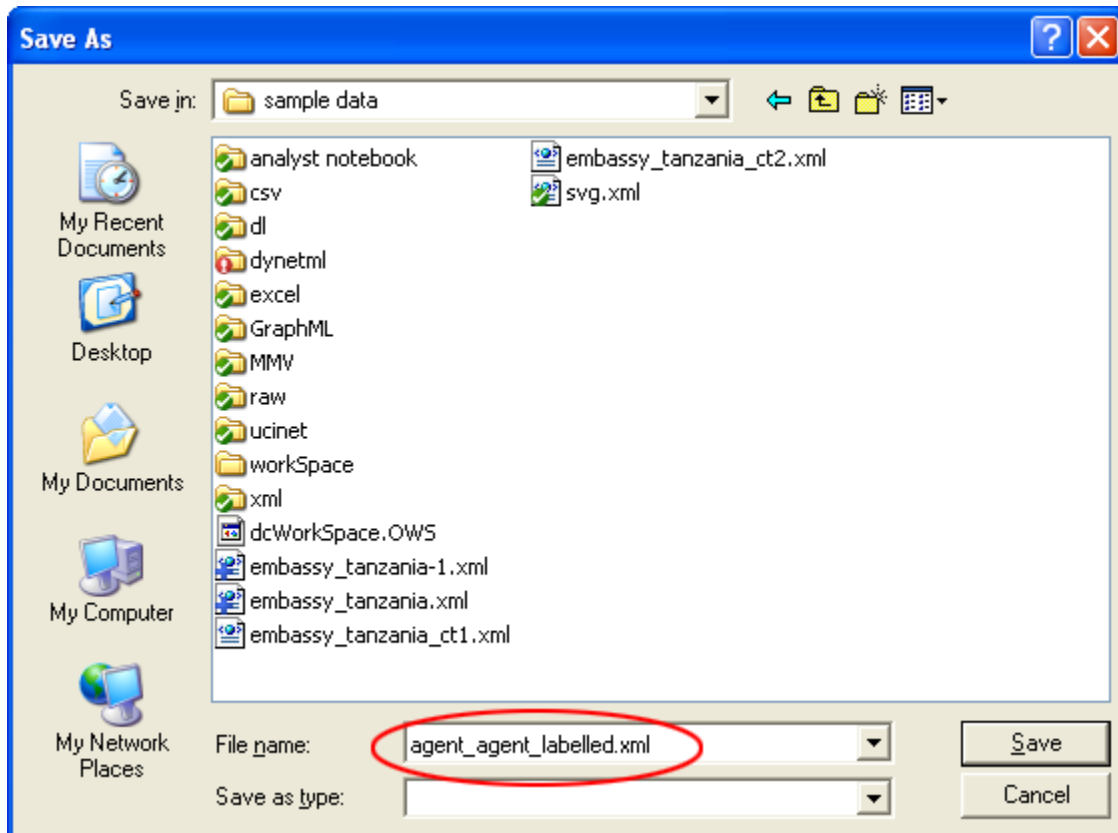 Save As
?
Save in:
sample data
analyst notebook
csv
dl
dynetml
excel
GraphML
MMV
raw
ucinet
workSpace
xml
dcWorkSpace.OWS
embassy_tanzania-1.xml
embassy_tanzania.xml
embassy_tanzania_ct1.xml
embassy_tanzania_ct2.xml
svg.xml
My Recent
Documents
Desktop
My Documents
My Computer
My Network
Places
File name:
agent_agent_labelled.xml
Save
Save as type:
Cancel